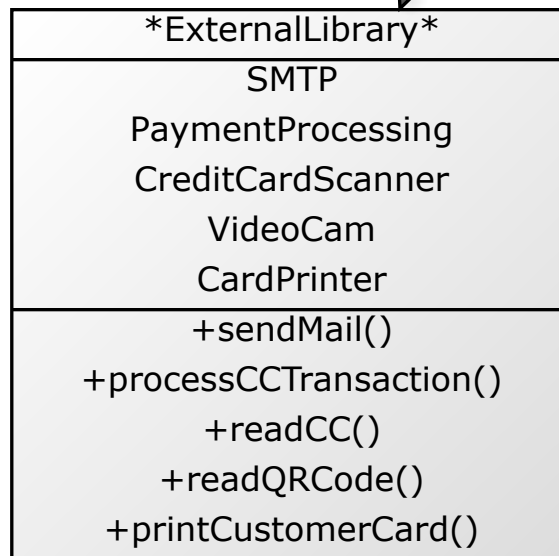 *ExternalLibrary*
SMTP
PaymentProcessing
CreditCardScanner
VideoCam
CardPrinter
+sendMail()
+processCCTransaction()
+readCC()
+readQRCode()
+printCustomerCard()